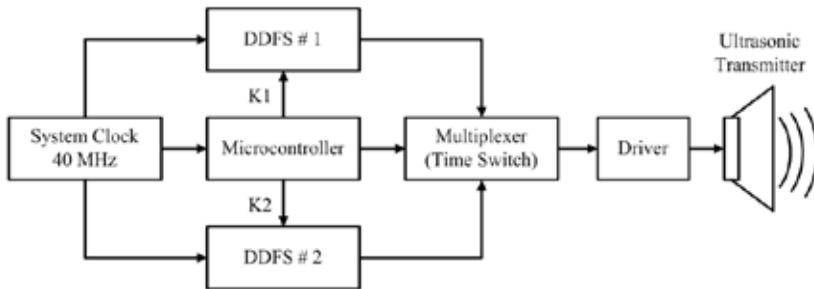 DDFS # 1
Ultrasonic
Transmitter
K1
System Clock
40 MHz
Microcontroller
Multiplexer
(Time Switch)
Driver
K2
DDFS # 2